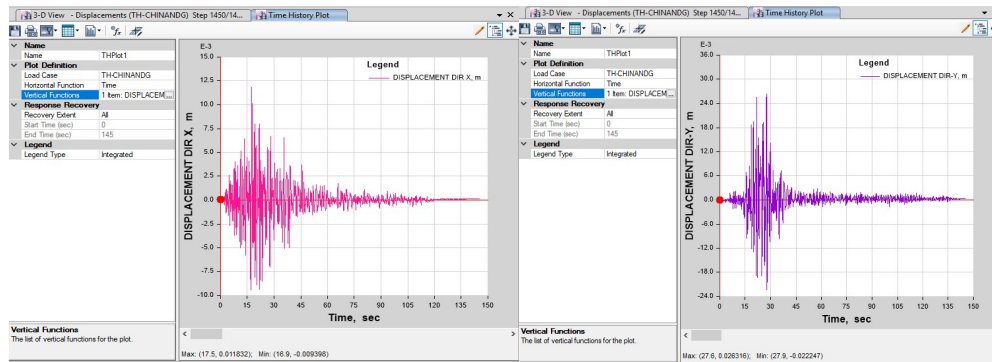 3-D View - Displacements (TH-CHINANDG) Step 1450/14...
Time History Plot
Name
Name THPlot1
Plot Definition
Load Case TH-CHINANDG
Horizontal Function Time
Vertical Functions 1 Item: DISPLACEM...
Response Recovery
Recovery Extent All
Start Time (sec) 0
End Time (sec) 145
Legend
Legend Type Integrated
Vertical Functions
The list of vertical functions for the plot.
E-3
15.0
12.5
10.0
7.5
5.0
2.5
0.0
-2.5
-5.0
-7.5
-10.0
DISPLACEMENT DIR X, m
Legend
DISPLACEMENT DIR X, m
0 15 30 45 60 75 90 105 120 135 150
Time, sec
Max: (17.5, 0.011832); Min: (16.9, -0.009398)
3-D View - Displacements (TH-CHINANDG) Step 1450/14...
Time History Plot
Name
Name THPlot1
Plot Definition
Load Case TH-CHINANDG
Horizontal Function Time
Vertical Functions 1 Item: DISPLACEM...
Response Recovery
Recovery Extent All
Start Time (sec) 0
End Time (sec) 145
Legend
Legend Type Integrated
Vertical Functions
The list of vertical functions for the plot.
E-3
36.0
30.0
24.0
18.0
12.0
6.0
0.0
-6.0
-12.0
-18.0
-24.0
DISPLACEMENT DIR-Y, m
Legend
DISPLACEMENT DIR-Y, m
0 15 30 45 60 75 90 105 120 135 150
Time, sec
Max: (27.6, 0.026316); Min: (27.9, -0.022247)